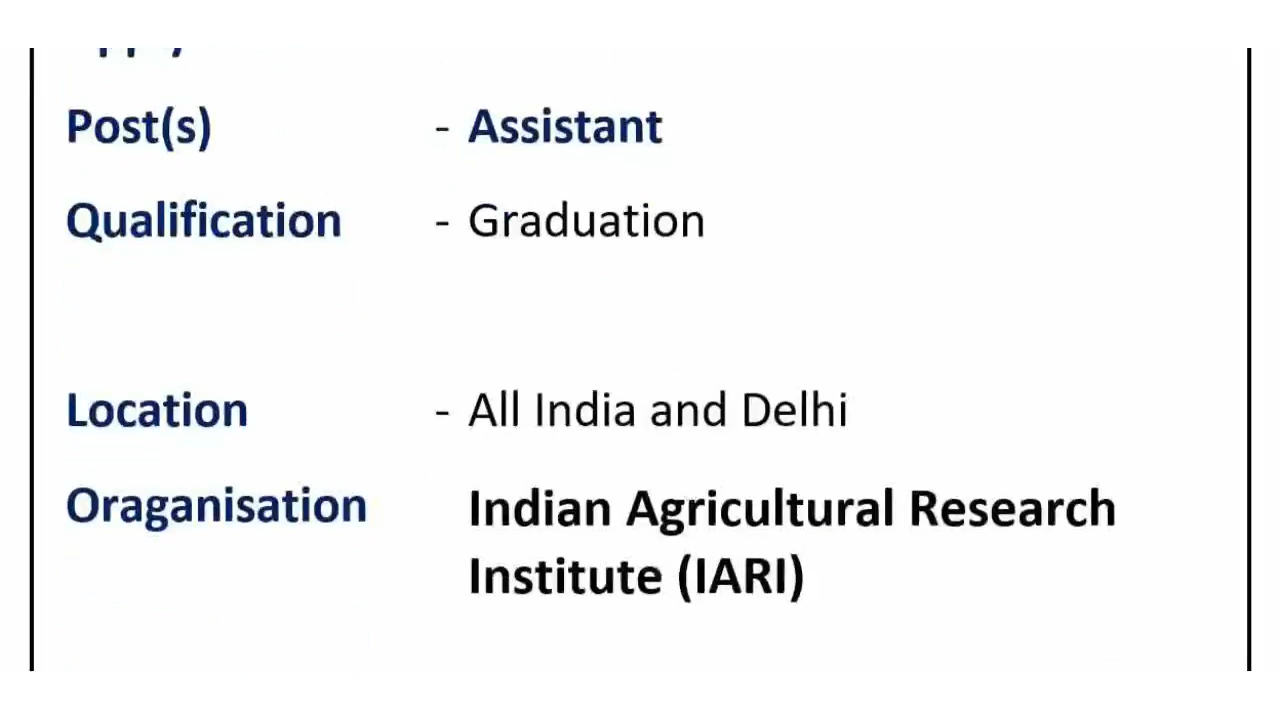 Post(s) - Assistant
Qualification - Graduation
Location - All India and Delhi
Oraganisation Indian Agricultural Research
Institute (IARI)